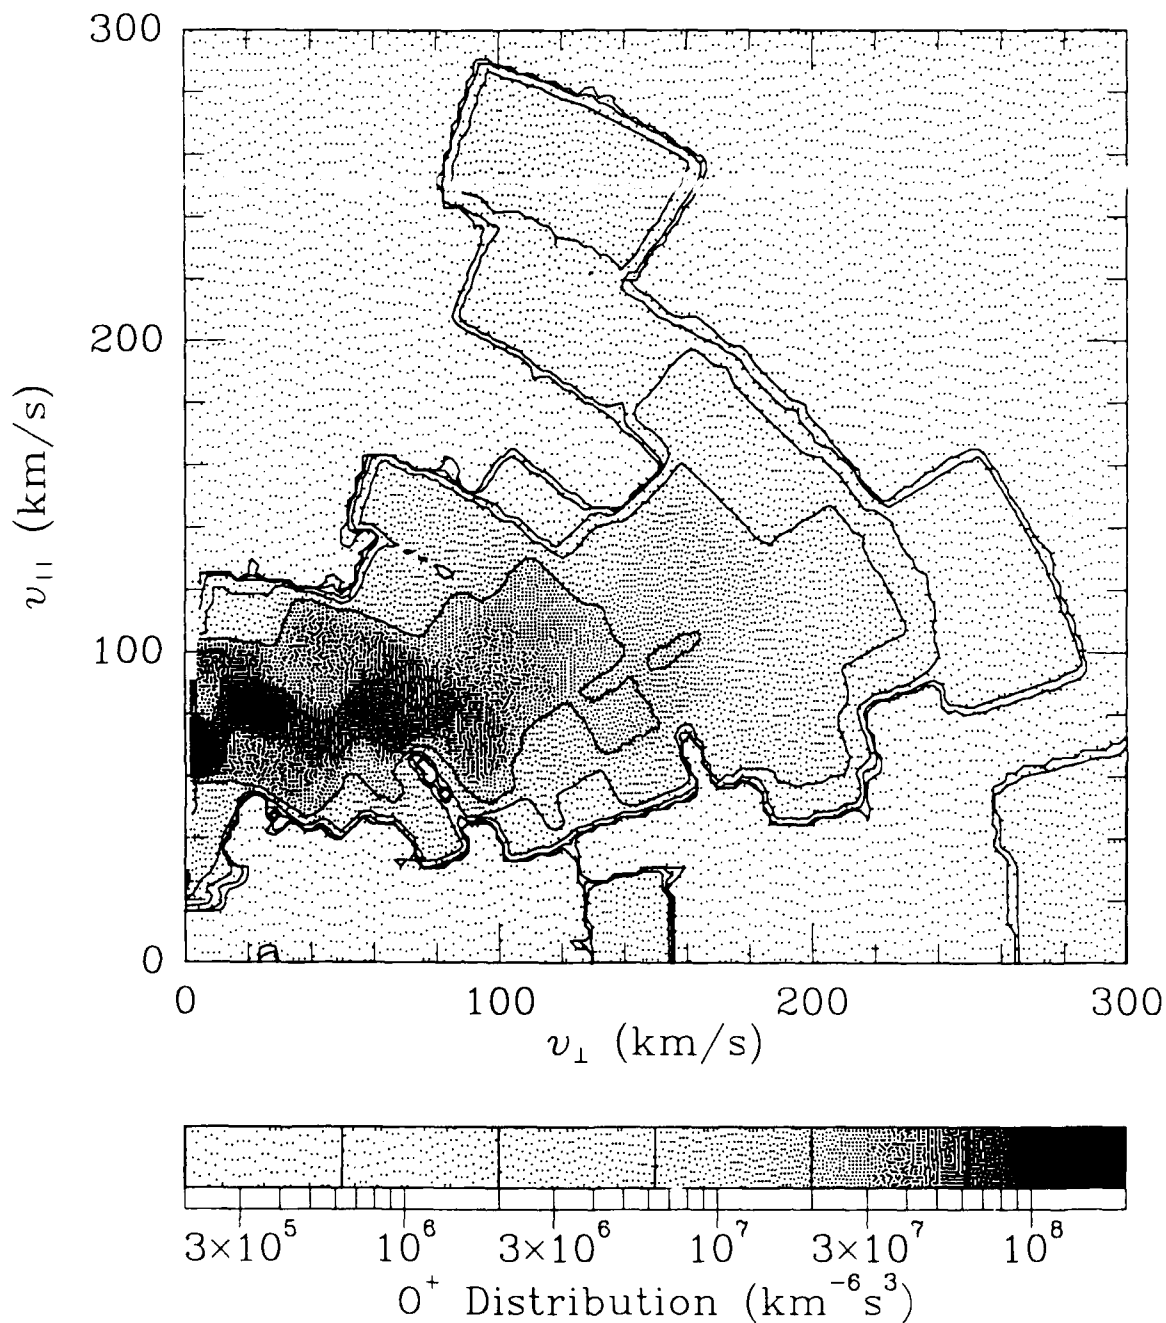 300
200
100
0
v∥ (km/s)
0 100 200 300
v⊥ (km/s)
3×10⁵ 10⁶ 3×10⁶ 10⁷ 3×10⁷ 10⁸
O⁺ Distribution (km⁻⁶s³)